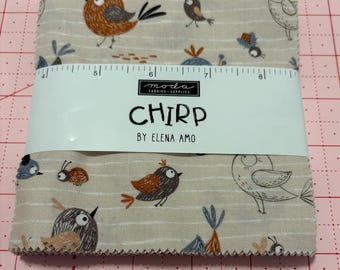 4 5 6 7 8
moda
FABRICS + SUPPLIES
CHIRP
BY ELENA AMO